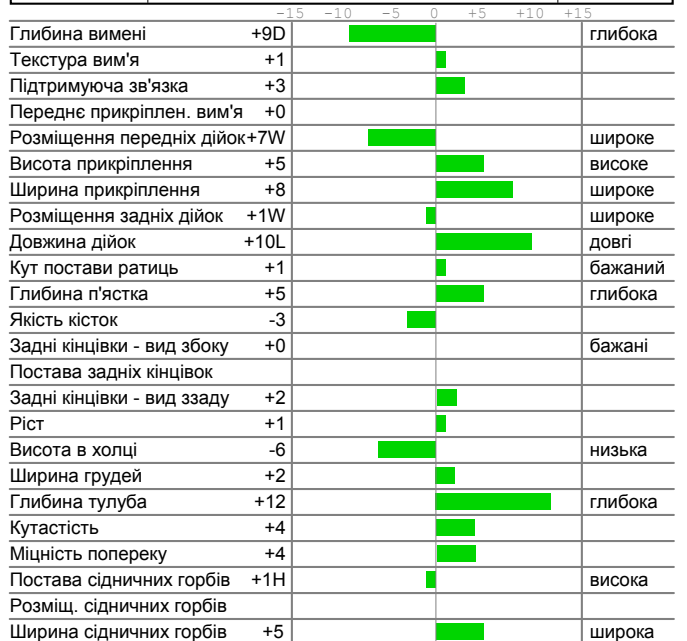 -15 -10 -5 0 +5 +10 +15
Глибина вимені +9D глибока
Текстура вим'я +1
Підтримуюча зв'язка +3
Переднє прикріплен. вим'я +0
Розміщення передніх дійок+7W широке
Висота прикріплення +5 високе
Ширина прикріплення +8 широке
Розміщення задніх дійок +1W широке
Довжина дійок +10L довгі
Кут постави ратиць +1 бажаний
Глибина п'ястка +5 глибока
Якість кісток -3
Задні кінцівки - вид збоку +0 бажані
Постава задніх кінцівок
Задні кінцівки - вид ззаду +2
Ріст +1
Висота в холці -6 низька
Ширина грудей +2
Глибина тулуба +12 глибока
Кутастість +4
Міцність попереку +4
Постава сідничних горбів +1H висока
Розміщ. сідничних горбів
Ширина сідничних горбів +5 широка